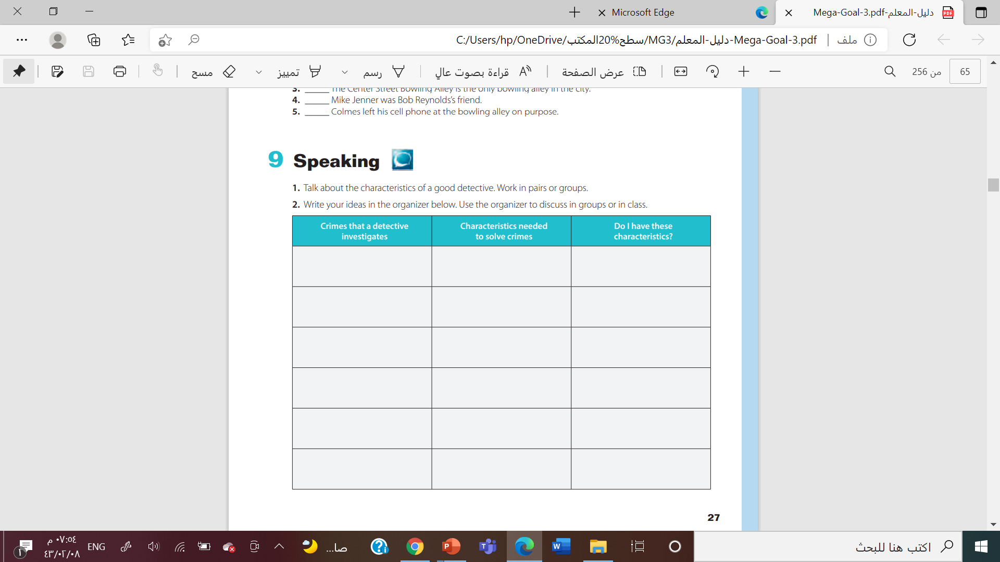 Microsoft Edge
دليل-المعلم-Mega-Goal-3.pdf
C:/Users/hp/OneDrive/سطح%20المكتب/MG3/دليل-المعلم-Mega-Goal-3.pdf
ملف
مسح
تمييز
رسم
قراءة بصوت عالٍ
عرض الصفحة
من 256
65
3. _____ The Center Street Bowling Alley is the only bowling alley in the city.
4. _____ Mike Jenner was Bob Reynolds's friend.
5. _____ Colmes left his cell phone at the bowling alley on purpose.
9 Speaking
1. Talk about the characteristics of a good detective. Work in pairs or groups.
2. Write your ideas in the organizer below. Use the organizer to discuss in groups or in class.
Crimes that a detective
investigates
Characteristics needed
to solve crimes
Do I have these
characteristics?
27
٠٧:٥٤ م
٤٣/٠٢/٠٨
ENG
صا...
اكتب هنا للبحث